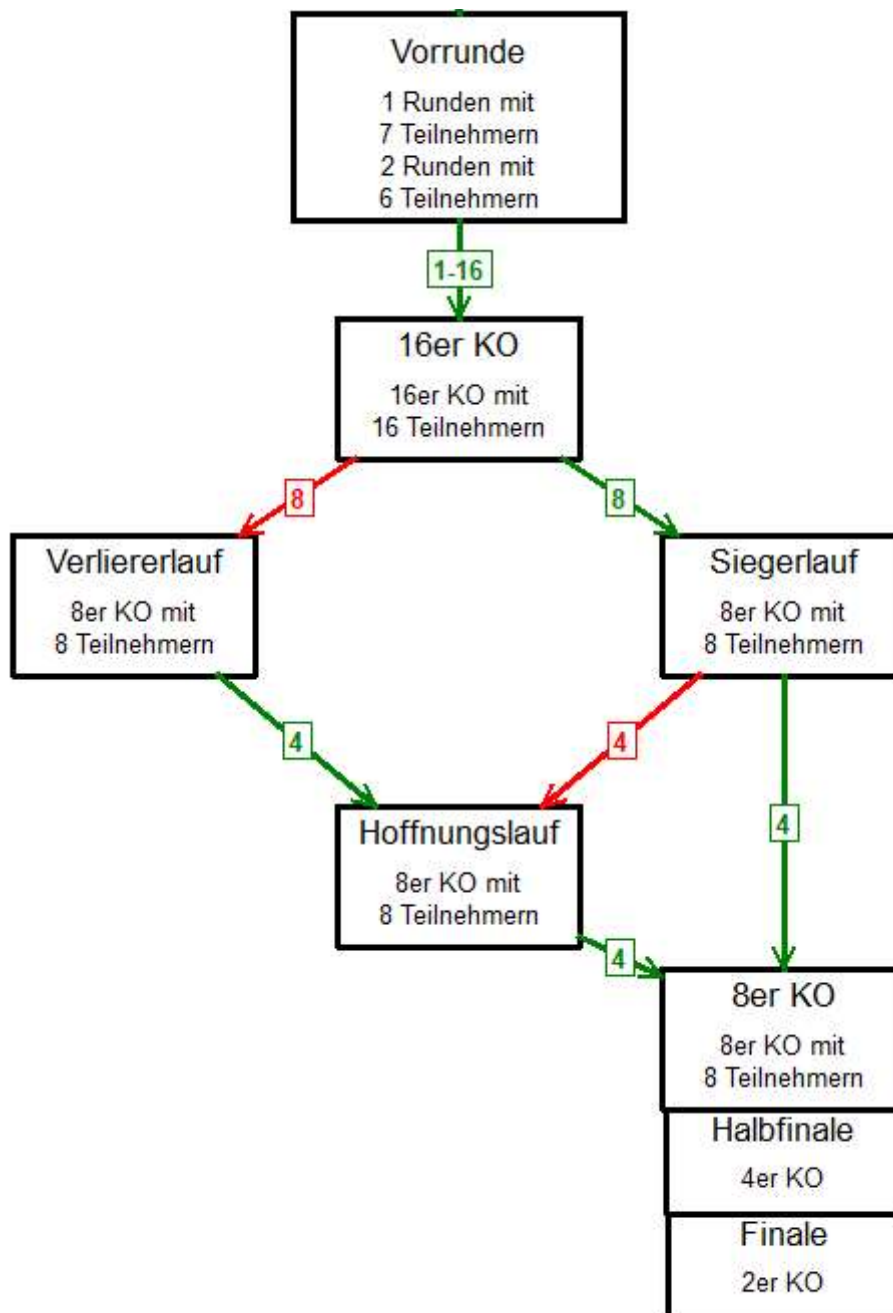 Vorrunde
1 Runden mit
7 Teilnehmern
2 Runden mit
6 Teilnehmern
1-16
16er KO
16er KO mit
16 Teilnehmern
8
8
Verliererlauf
8er KO mit
8 Teilnehmern
Siegerlauf
8er KO mit
8 Teilnehmern
4
4
4
Hoffnungslauf
8er KO mit
8 Teilnehmern
4
8er KO
8er KO mit
8 Teilnehmern
Halbfinale
4er KO
Finale
2er KO